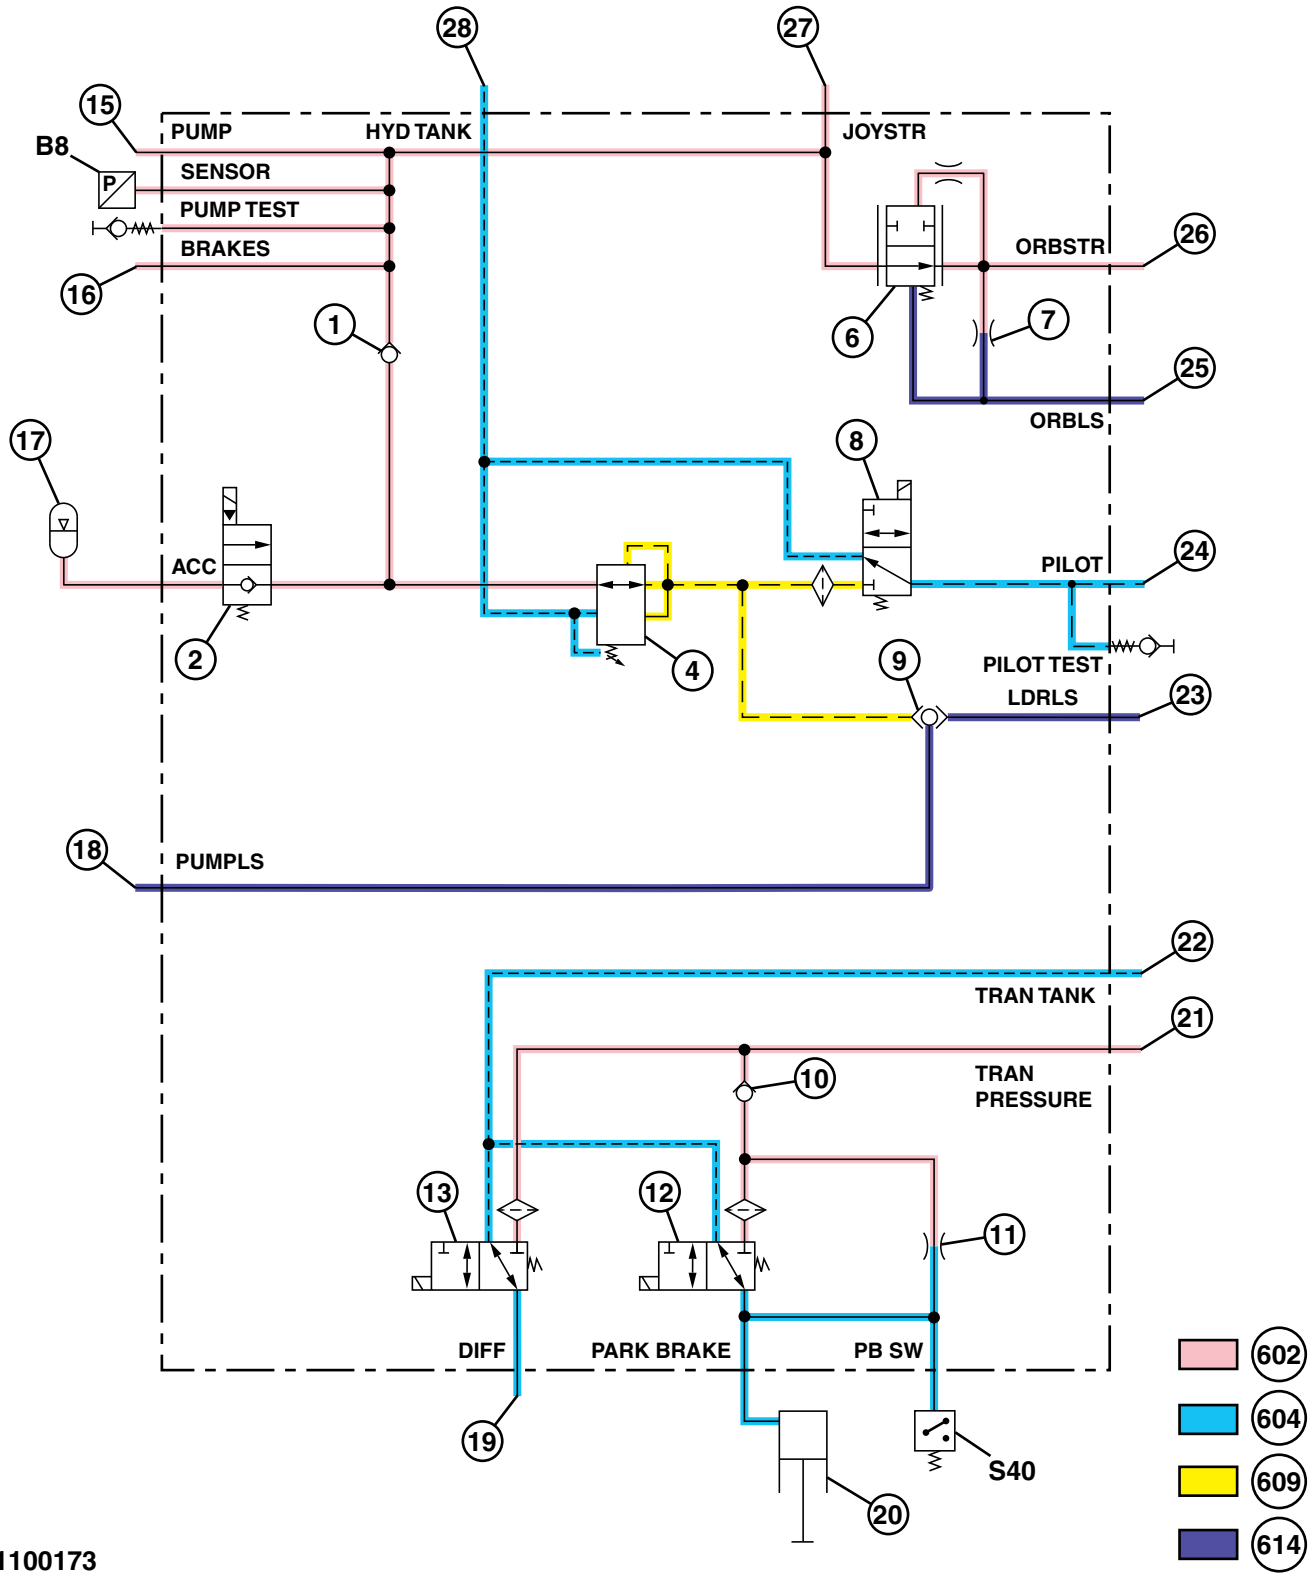 28
27
15
PUMP
HYD TANK
JOYSTR
B8
P
SENSOR
PUMP TEST
BRAKES
ORBSTR
26
16
1
6
7
25
ORBLS
17
8
ACC
PILOT
24
2
4
9
PILOT TEST
LDRLS
23
18
PUMPLS
22
TRAN TANK
21
TRAN
PRESSURE
10
13
12
11
DIFF
PARK BRAKE
PB SW
602
604
19
S40
609
20
614
1100173